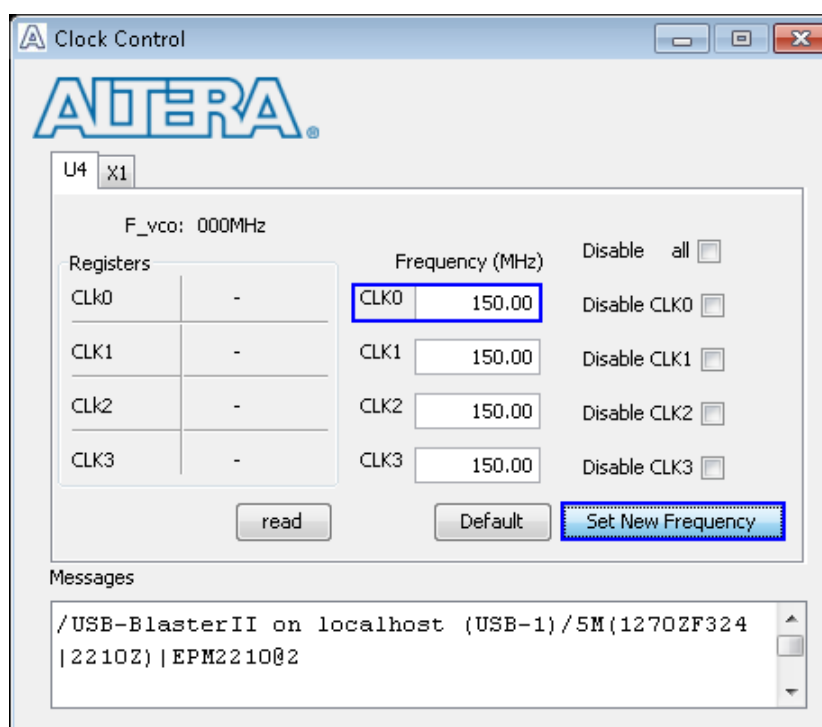 Clock Control
ALTERA®
U4 X1
F_vco: 000MHz
Registers
CLk0 -
CLK1 -
CLk2 -
CLK3 -
Frequency (MHz)
CLK0 150.00
CLK1 150.00
CLK2 150.00
CLK3 150.00
Disable all
Disable CLK0
Disable CLK1
Disable CLK2
Disable CLK3
read Default Set New Frequency
Messages
/USB-BlasterII on localhost (USB-1)/5M(1270ZF324
|2210Z)|EPM2210@2